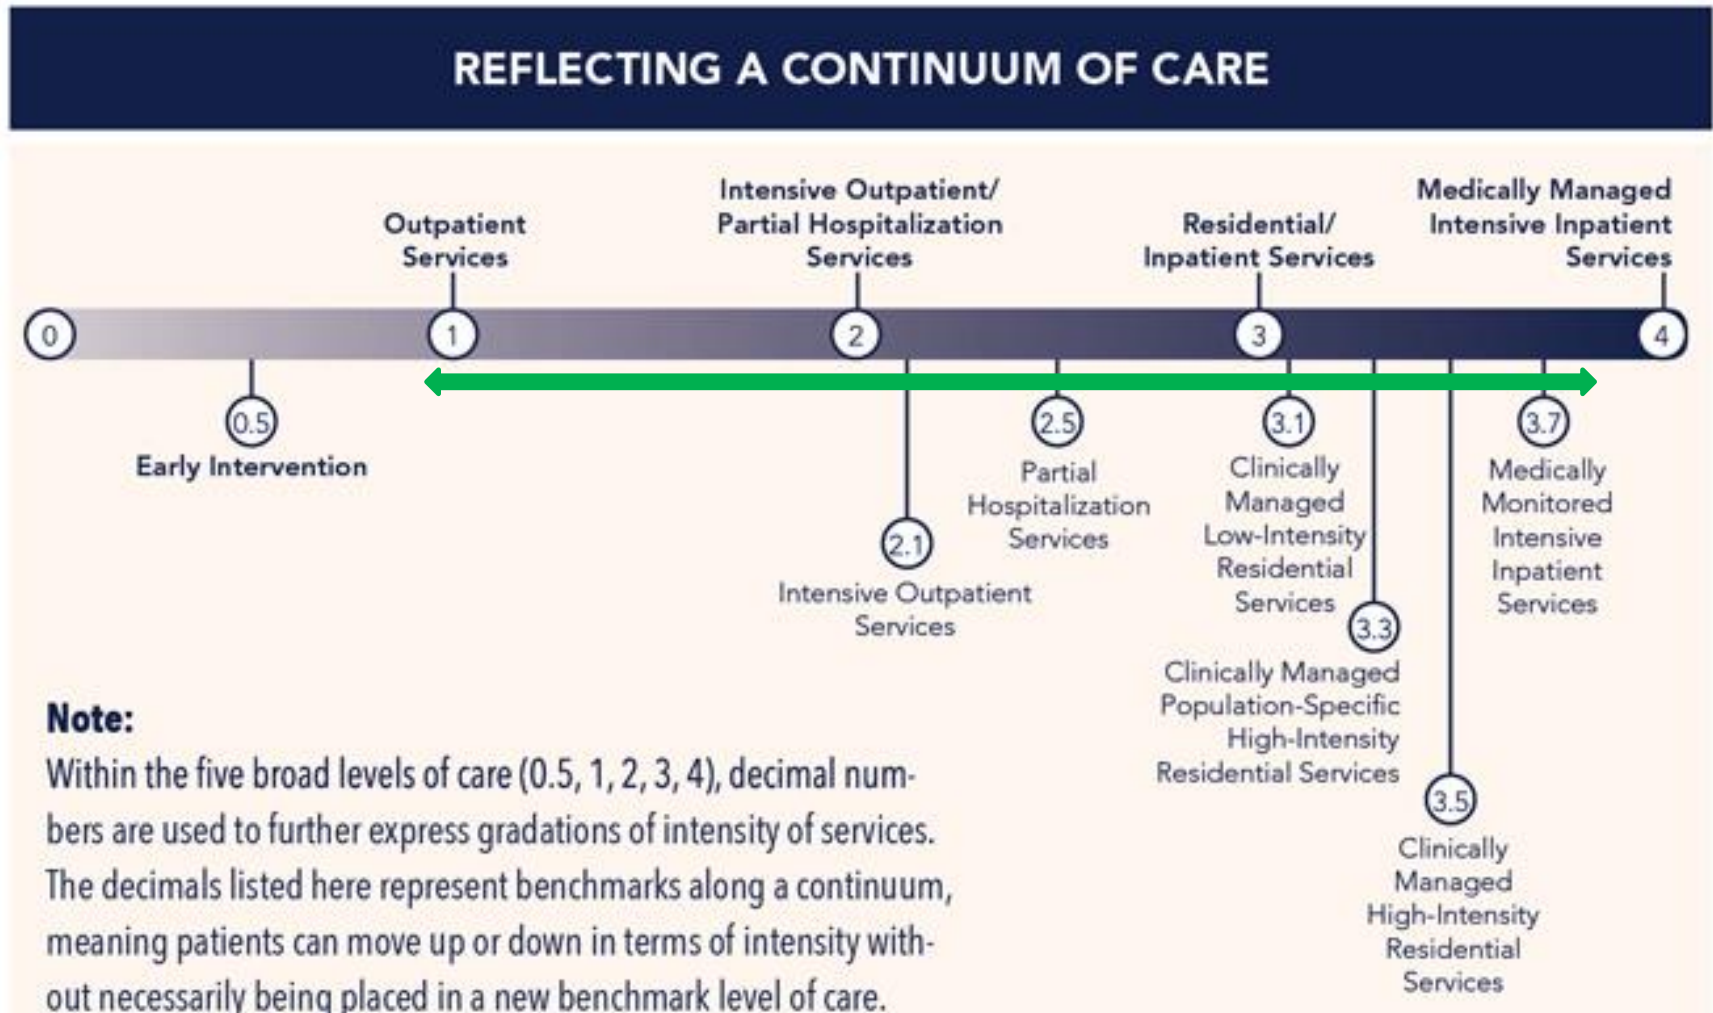 REFLECTING A CONTINUUM OF CARE
Outpatient
Services
Intensive Outpatient/
Partial Hospitalization
Services
Residential/
Inpatient Services
Medically Managed
Intensive Inpatient
Services
0
1
2
3
4
0.5
Early Intervention
2.1
Intensive Outpatient
Services
2.5
Partial
Hospitalization
Services
3.1
Clinically
Managed
Low-Intensity
Residential
Services
3.3
Clinically Managed
Population-Specific
High-Intensity
Residential Services
3.5
Clinically
Managed
High-Intensity
Residential
Services
3.7
Medically
Monitored
Intensive
Inpatient
Services
Note:
Within the five broad levels of care (0.5, 1, 2, 3, 4), decimal num-
bers are used to further express gradations of intensity of services.
The decimals listed here represent benchmarks along a continuum,
meaning patients can move up or down in terms of intensity with-
out necessarily being placed in a new benchmark level of care.